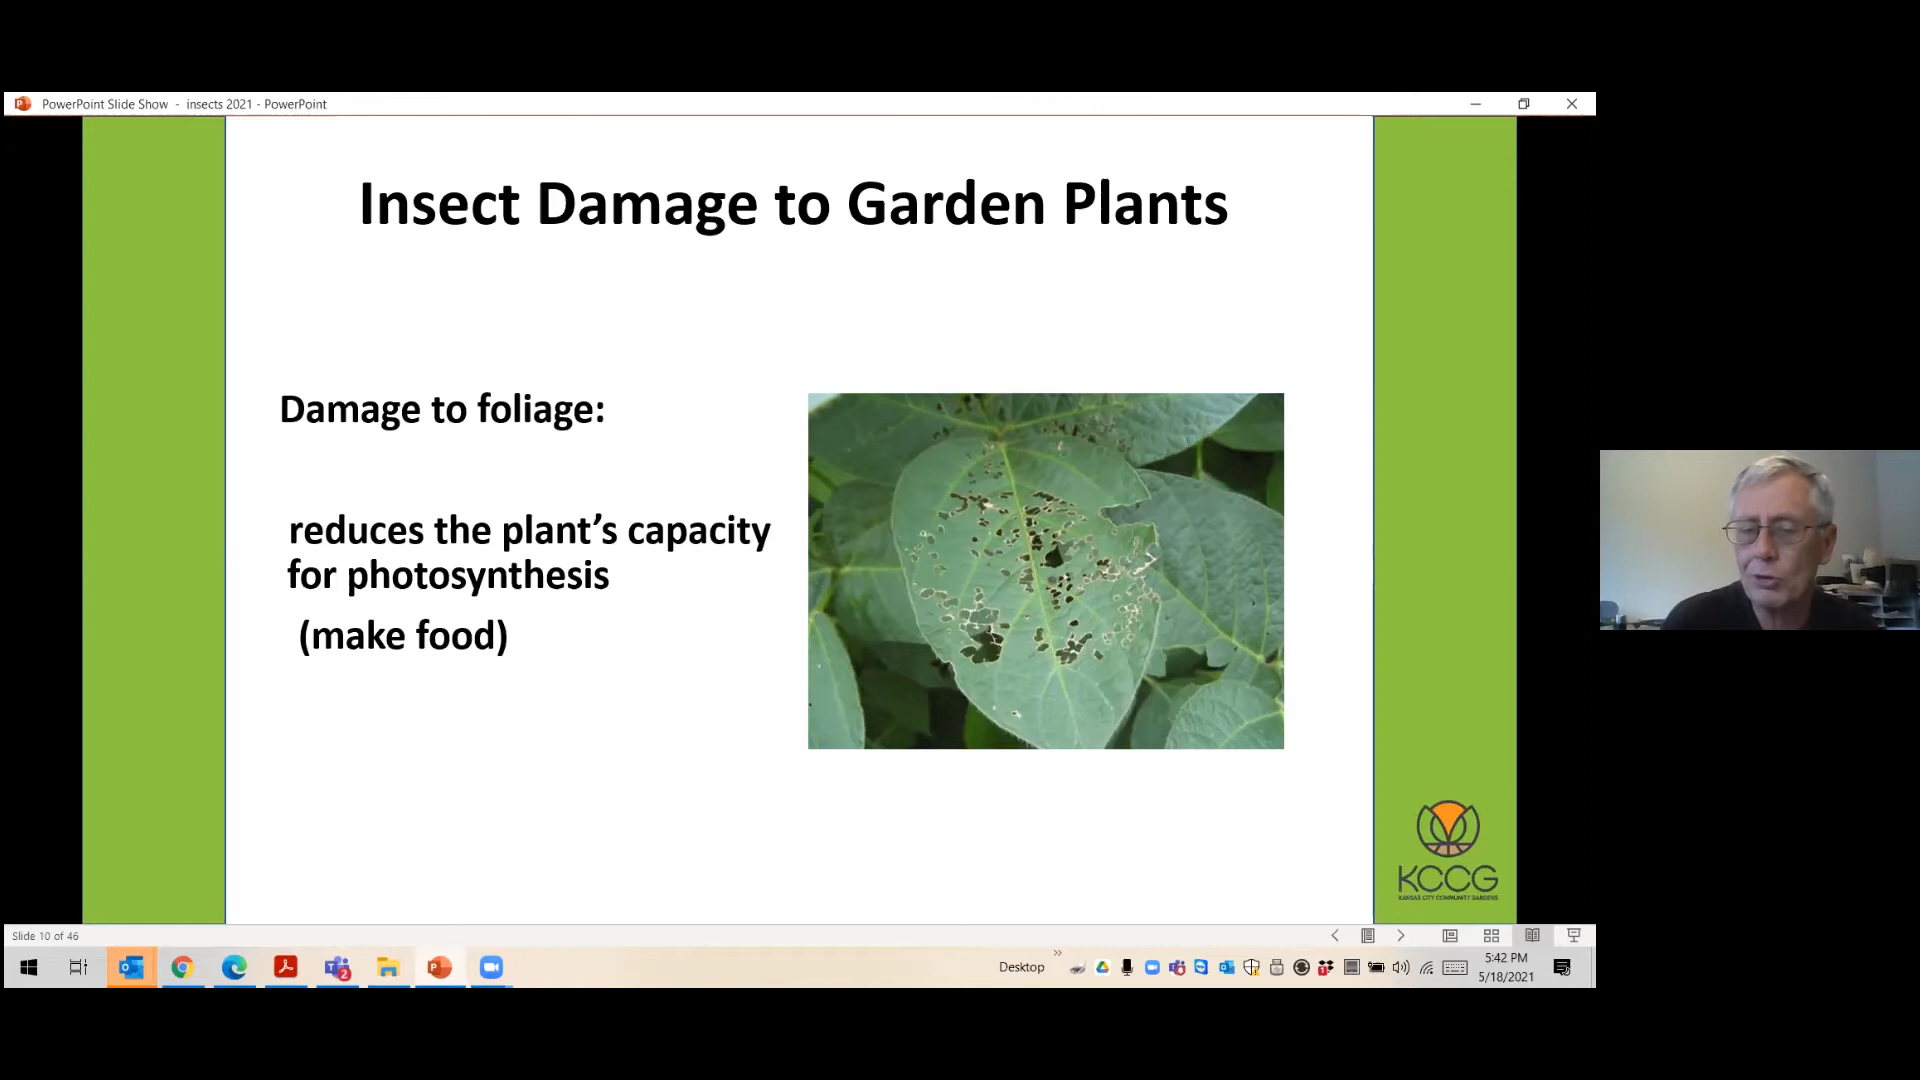 PowerPoint Slide Show - insects 2021 - PowerPoint
Insect Damage to Garden Plants
Damage to foliage:
reduces the plant’s capacity
for photosynthesis
(make food)
KCCG
KANSAS CITY COMMUNITY GARDENS
Slide 10 of 46
2
Desktop
1
5:42 PM
5/18/2021